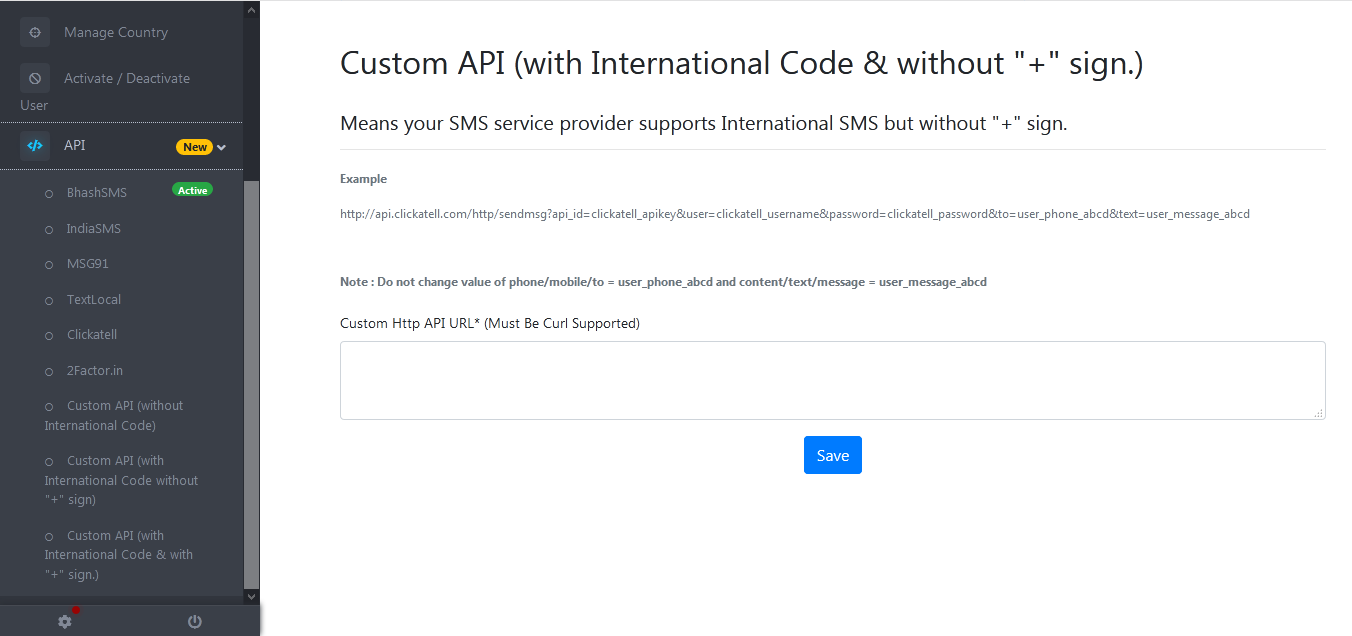 Manage Country
Activate / Deactivate
User
API
New
BhashSMS
Active
IndiaSMS
MSG91
TextLocal
Clickatell
2Factor.in
Custom API (without
International Code)
Custom API (with
International Code without
"+" sign)
Custom API (with
International Code & with
"+" sign.)
Custom API (with International Code & without "+" sign.)
Means your SMS service provider supports International SMS but without "+" sign.
Example
http://api.clickatell.com/http/sendmsg?api_id=clickatell_apikey&user=clickatell_username&password=clickatell_password&to=user_phone_abcd&text=user_message_abcd
Note : Do not change value of phone/mobile/to = user_phone_abcd and content/text/message = user_message_abcd
Custom Http API URL* (Must Be Curl Supported)
Save